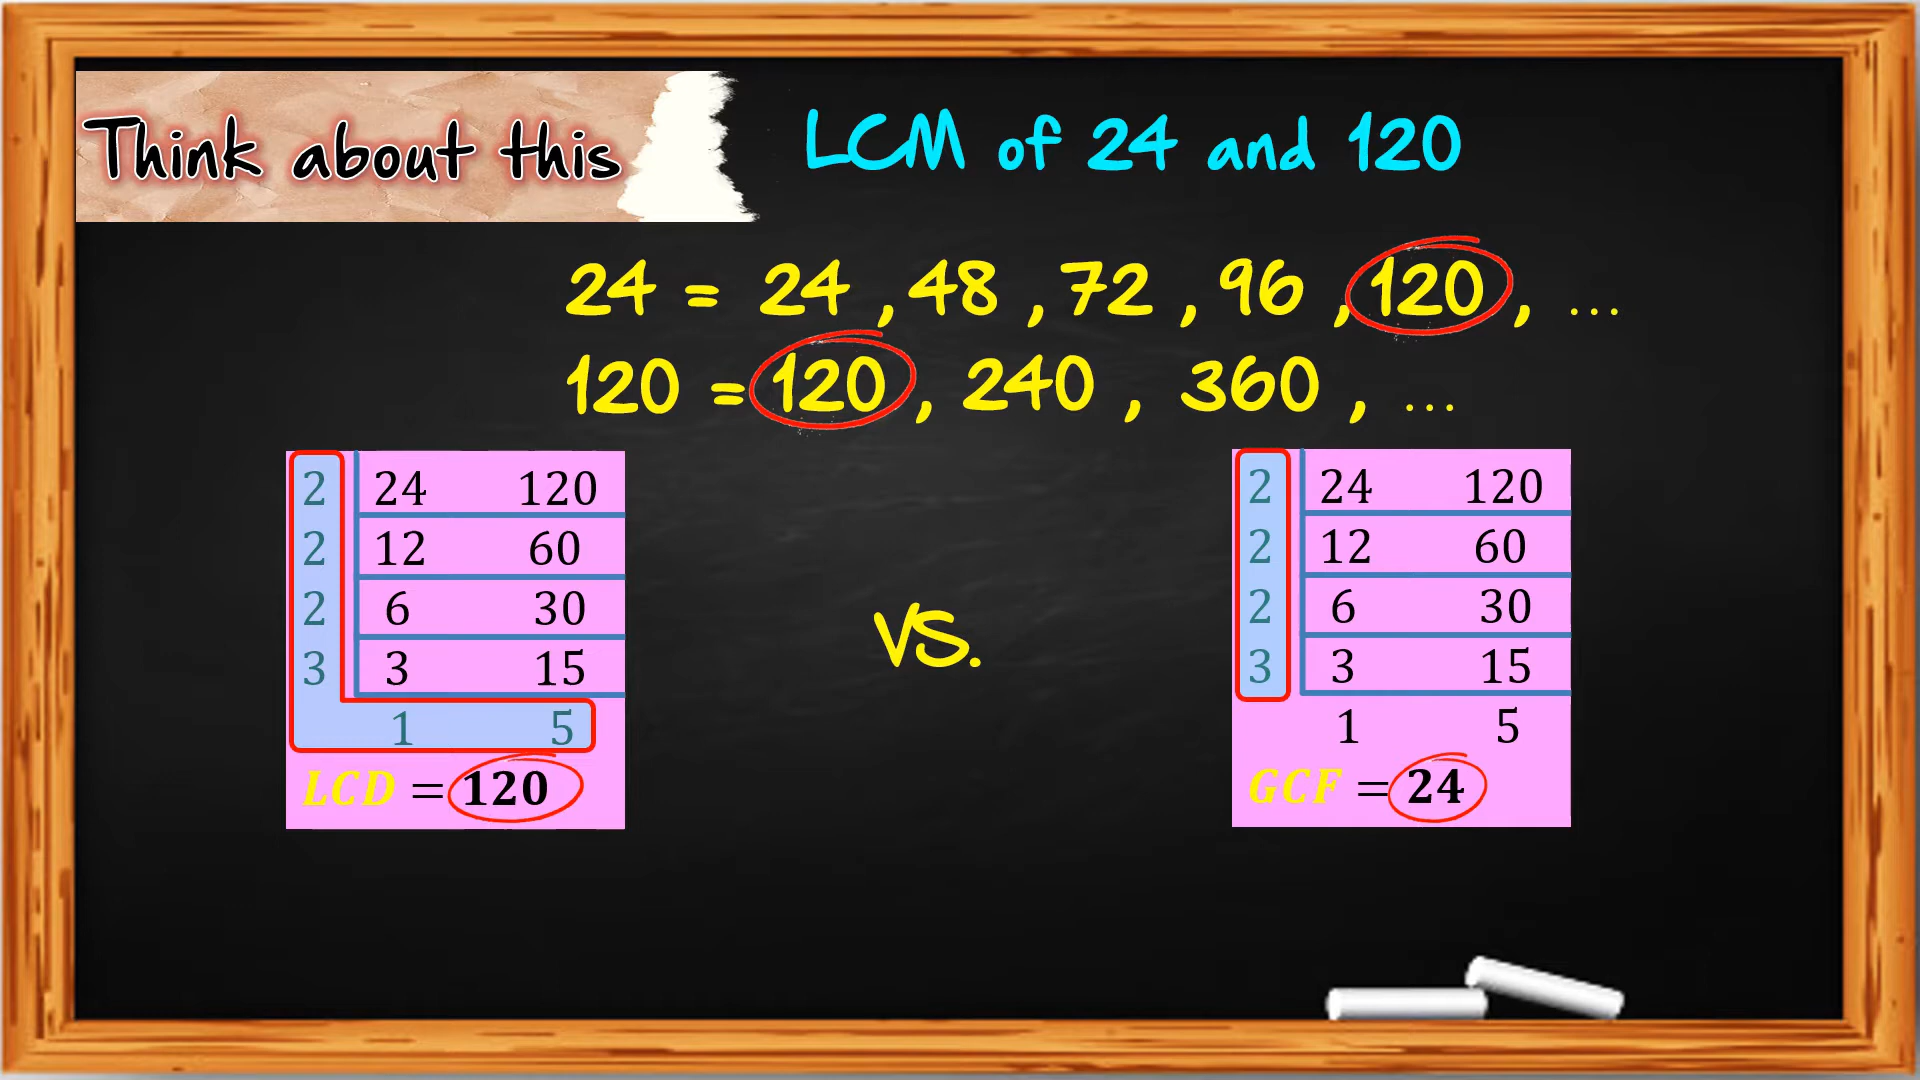 Think about this
LCM of 24 and 120
24 = 24 , 48 , 72 , 96 , 120 , ...
120 = 120 , 240 , 360 , ...
2 24 120
2 12 60
2 6 30
3 3 15
1 5
LCD = 120
VS.
2 24 120
2 12 60
2 6 30
3 3 15
1 5
GCF = 24